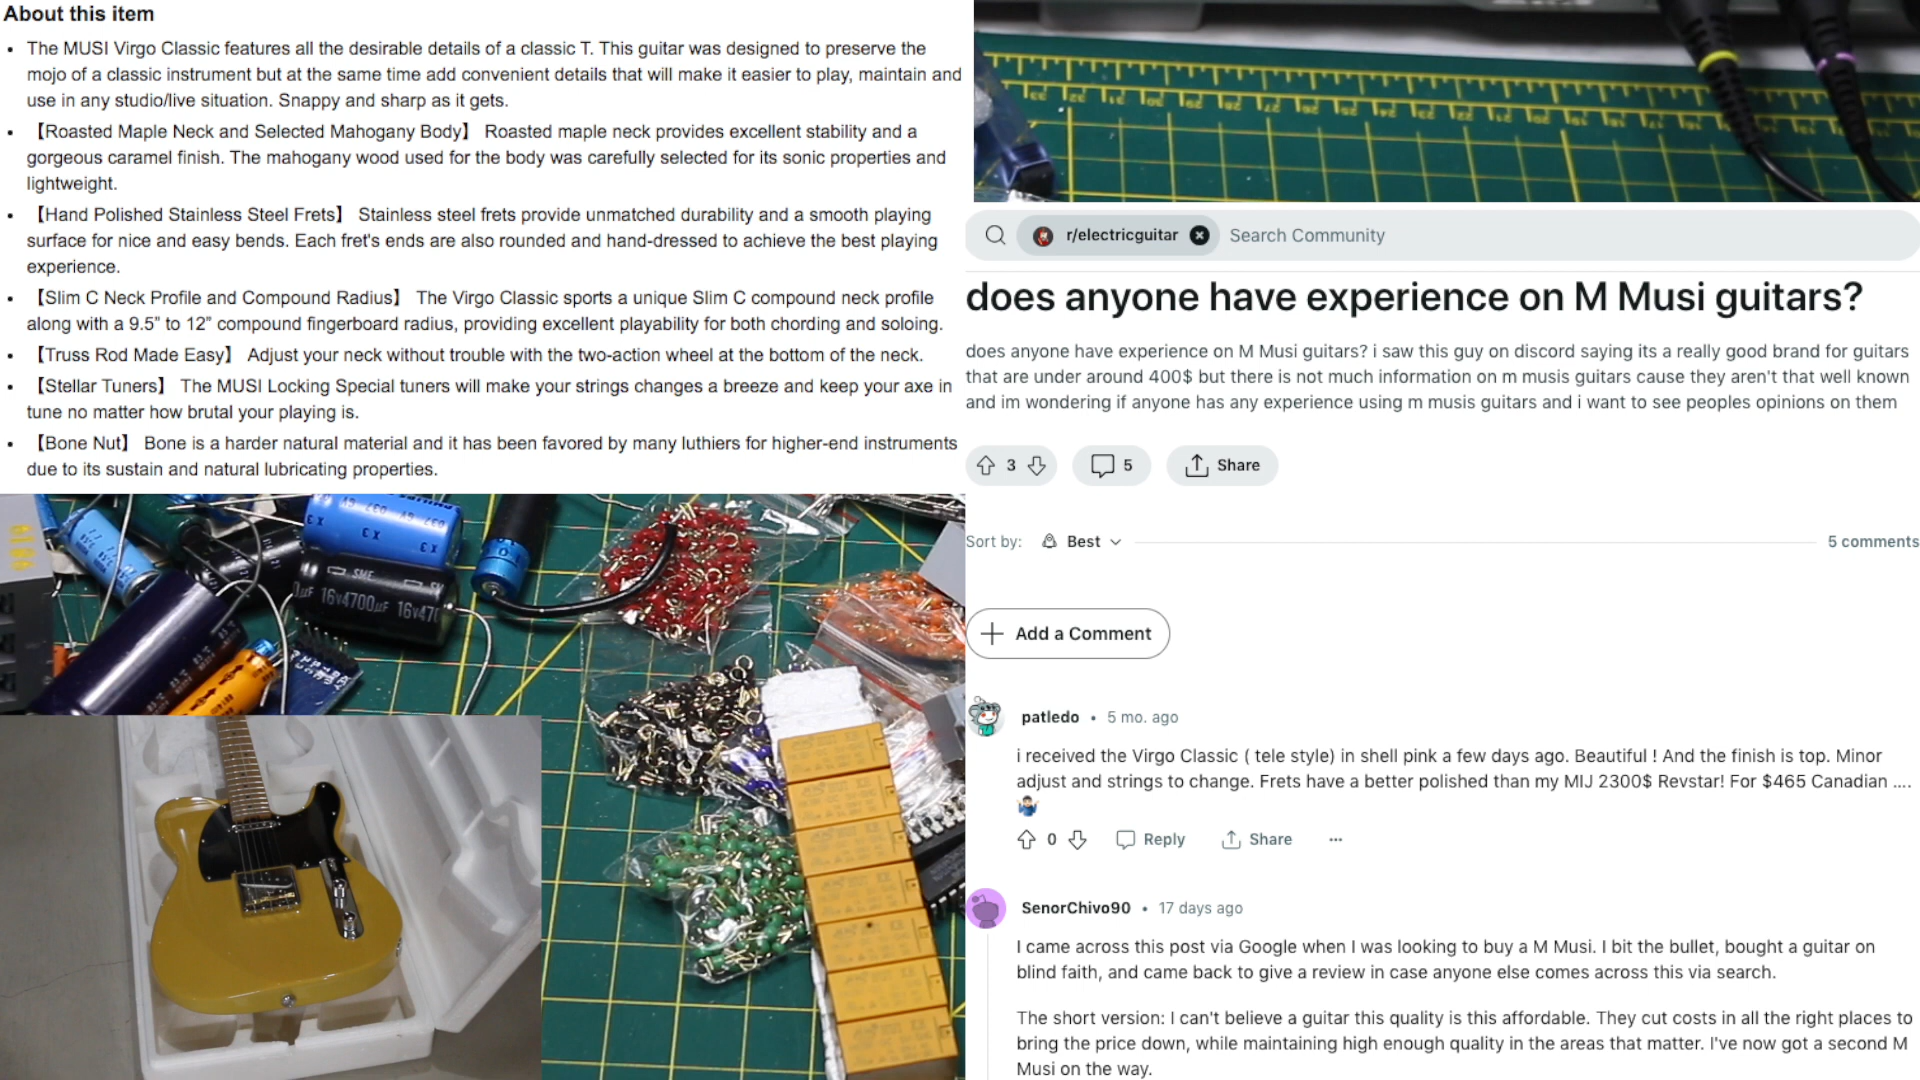 About this item
• The MUSI Virgo Classic features all the desirable details of a classic T. This guitar was designed to preserve the
mojo of a classic instrument but at the same time add convenient details that will make it easier to play, maintain and
use in any studio/live situation. Snappy and sharp as it gets.
• 【Roasted Maple Neck and Selected Mahogany Body】 Roasted maple neck provides excellent stability and a
gorgeous caramel finish. The mahogany wood used for the body was carefully selected for its sonic properties and
lightweight.
• 【Hand Polished Stainless Steel Frets】 Stainless steel frets provide unmatched durability and a smooth playing
surface for nice and easy bends. Each fret's ends are also rounded and hand-dressed to achieve the best playing
experience.
• 【Slim C Neck Profile and Compound Radius】 The Virgo Classic sports a unique Slim C compound neck profile
along with a 9.5” to 12” compound fingerboard radius, providing excellent playability for both chording and soloing.
• 【Truss Rod Made Easy】 Adjust your neck without trouble with the two-action wheel at the bottom of the neck.
• 【Stellar Tuners】 The MUSI Locking Special tuners will make your strings changes a breeze and keep your axe in
tune no matter how brutal your playing is.
• 【Bone Nut】 Bone is a harder natural material and it has been favored by many luthiers for higher-end instruments
due to its sustain and natural lubricating properties.
SME
16v4700µF 16v47
r/electricguitar Search Community
does anyone have experience on M Musi guitars?
does anyone have experience on M Musi guitars? i saw this guy on discord saying its a really good brand for guitars
that are under around 400$ but there is not much information on m musis guitars cause they aren't that well known
and im wondering if anyone has any experience using m musis guitars and i want to see peoples opinions on them
3 5 Share
Sort by: Best 5 comments
Add a Comment
patledo • 5 mo. ago
i received the Virgo Classic ( tele style) in shell pink a few days ago. Beautiful ! And the finish is top. Minor
adjust and strings to change. Frets have a better polished than my MIJ 2300$ Revstar! For $465 Canadian ....
0 Reply Share ...
SenorChivo90 • 17 days ago
I came across this post via Google when I was looking to buy a M Musi. I bit the bullet, bought a guitar on
blind faith, and came back to give a review in case anyone else comes across this via search.
The short version: I can't believe a guitar this quality is this affordable. They cut costs in all the right places to
bring the price down, while maintaining high enough quality in the areas that matter. I've now got a second M
Musi on the way.